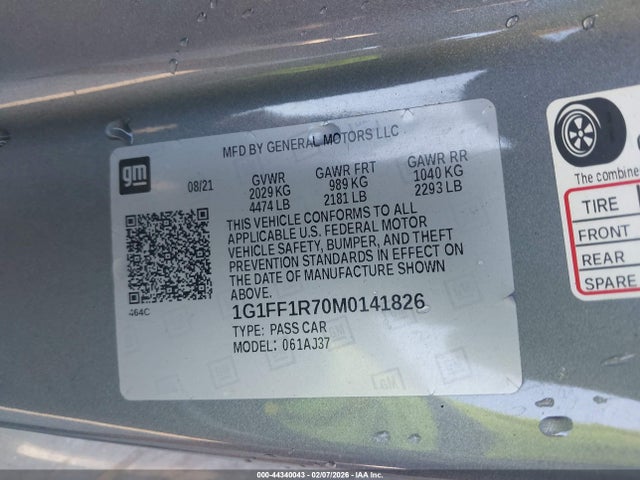 MFD BY GENERAL MOTORS LLC
gm
08/21
GVWR
2029 KG
4474 LB
GAWR FRT
989 KG
2181 LB
GAWR RR
1040 KG
2293 LB
THIS VEHICLE CONFORMS TO ALL
APPLICABLE U.S. FEDERAL MOTOR
VEHICLE SAFETY, BUMPER, AND THEFT
PREVENTION STANDARDS IN EFFECT ON
THE DATE OF MANUFACTURE SHOWN
ABOVE.
464C
1G1FF1R70M0141826
TYPE: PASS CAR
MODEL: 061AJ37
The combine
TIRE
FRONT
REAR
SPARE
000-44340043 - 02/07/2026 - IAAI.COM